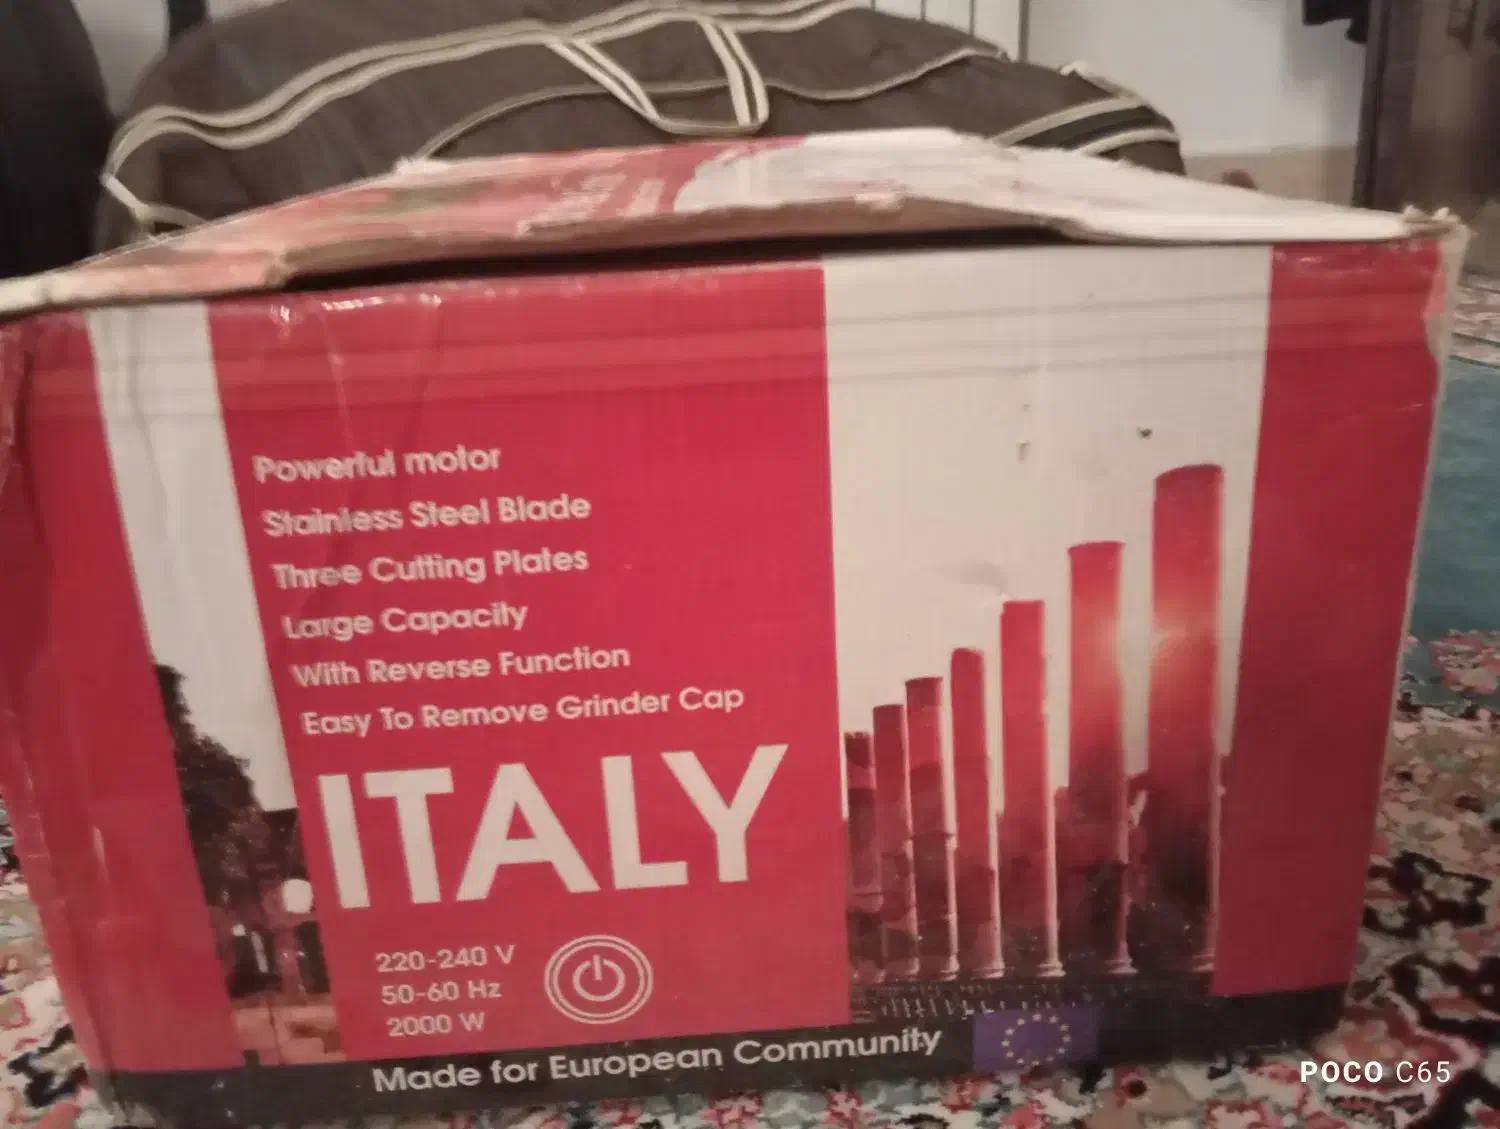 Powerful motor
Stainless Steel Blade
Three Cutting Plates
Large Capacity
With Reverse Function
Easy To Remove Grinder Cap
ITALY
220-240 V
50-60 Hz
2000 W
Made for European Community
POCO C65